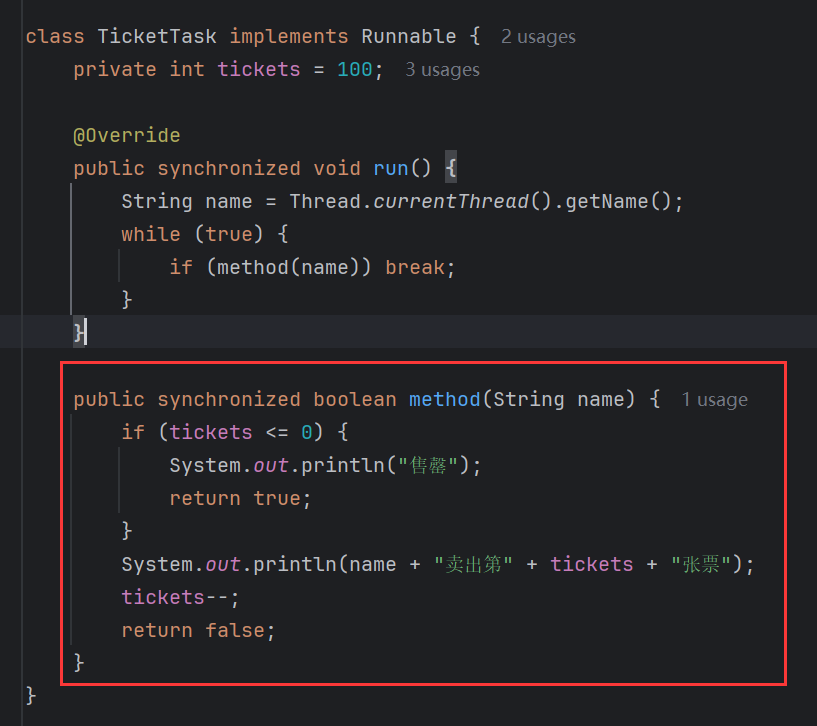 class TicketTask implements Runnable {  2 usages
    private int tickets = 100;  3 usages
    @Override
    public synchronized void run() {
        String name = Thread.currentThread().getName();
        while (true) {
            if (method(name)) break;
        }
    }
    public synchronized boolean method(String name) {  1 usage
        if (tickets <= 0) {
            System.out.println("售罄");
            return true;
        }
        System.out.println(name + "卖出第" + tickets + "张票");
        tickets--;
        return false;
    }
}